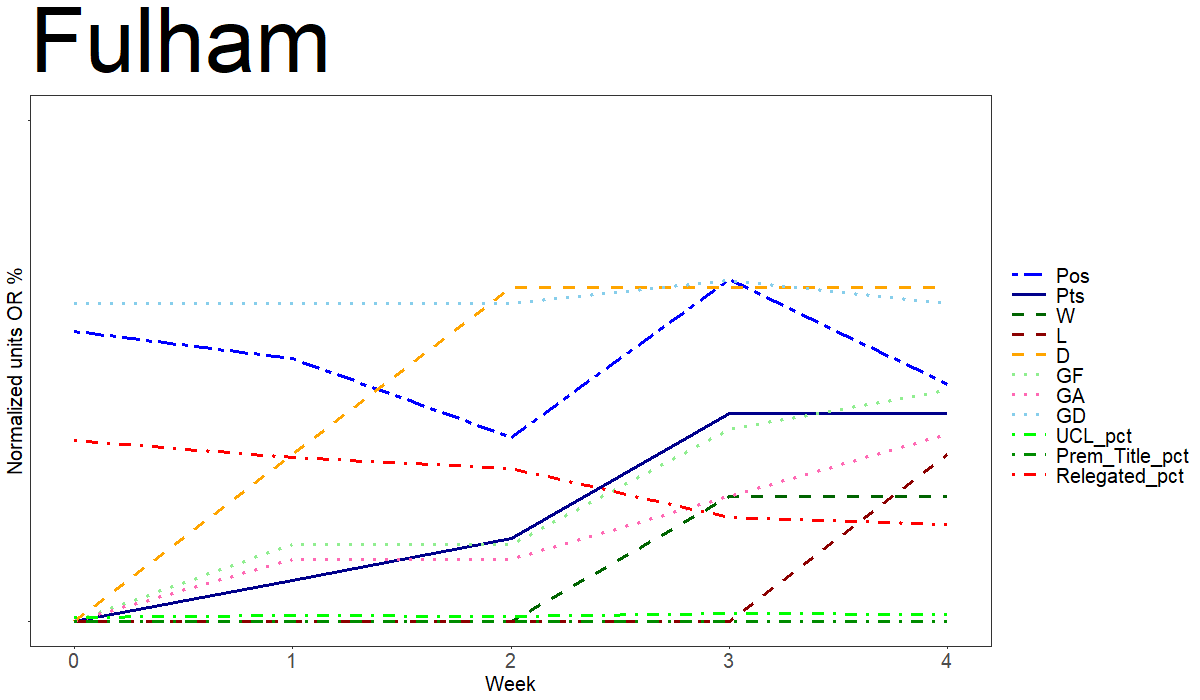 Fulham
Normalized units OR %
Pos
Pts
W
L
D
GF
GA
GD
UCL_pct
Prem_Title_pct
Relegated_pct
0 1 2 3 4
Week